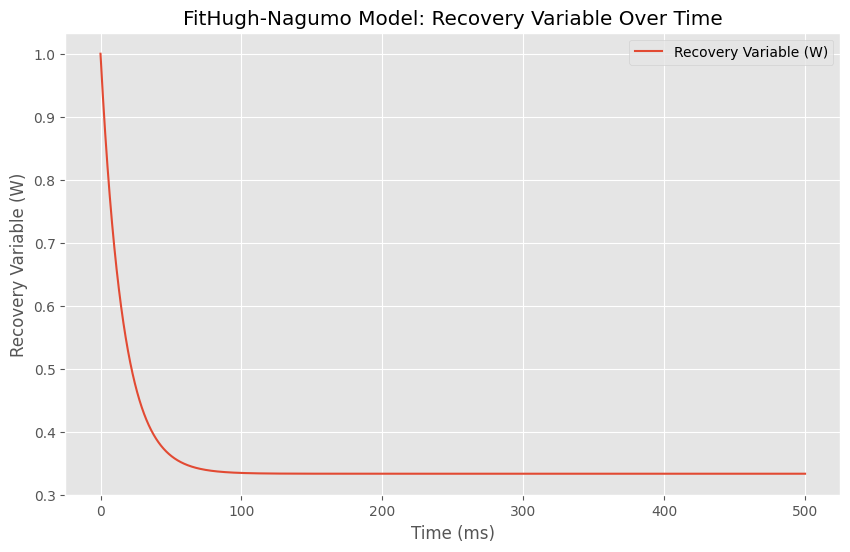 FitHugh-Nagumo Model: Recovery Variable Over Time
Recovery Variable (W)
1.0
0.9
0.8
0.7
0.6
0.5
0.4
0.3
Recovery Variable (W)
0 100 200 300 400 500
Time (ms)